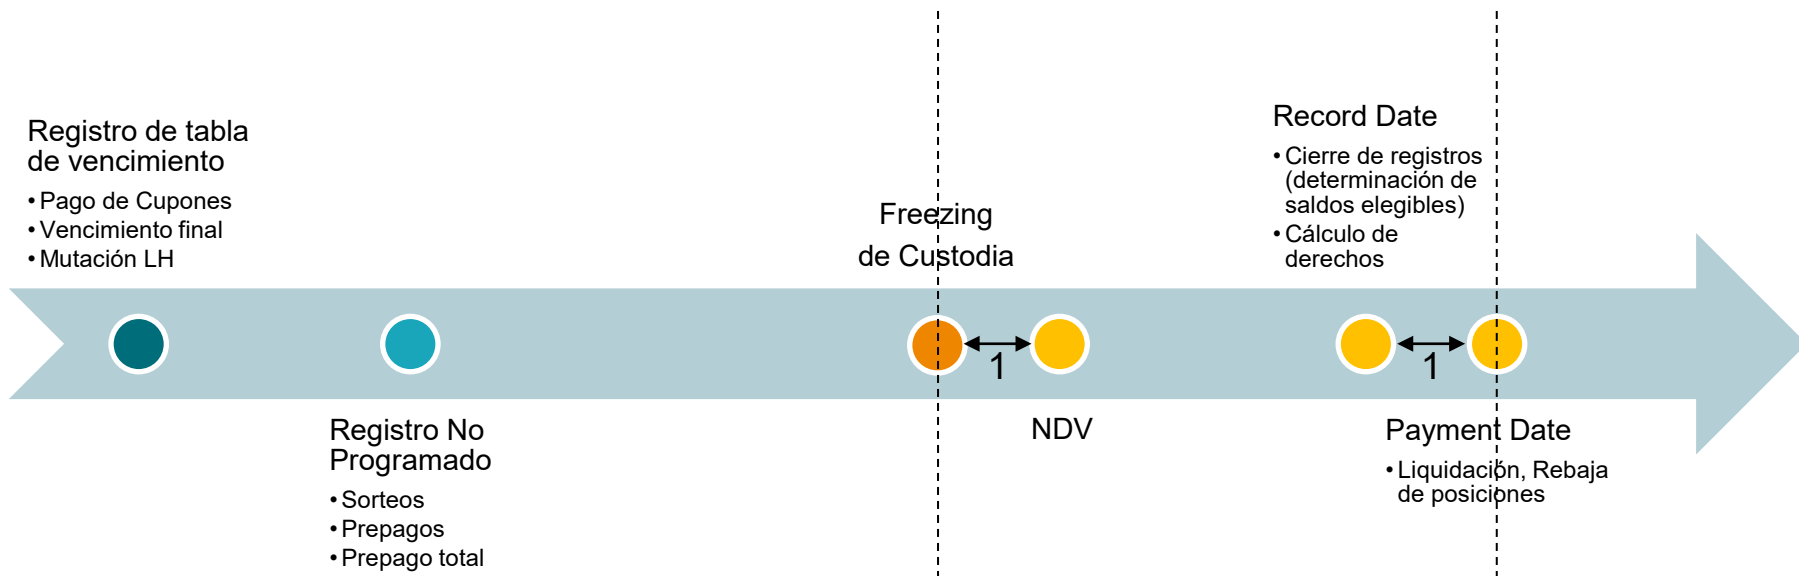 Registro de tabla
de vencimiento
• Pago de Cupones
• Vencimiento final
• Mutación LH
Registro No
Programado
• Sorteos
• Prepagos
• Prepago total
Freezing
de Custodia
1
NDV
Record Date
• Cierre de registros
(determinación de
saldos elegibles)
• Cálculo de
derechos
1
Payment Date
• Liquidación, Rebaja
de posiciones